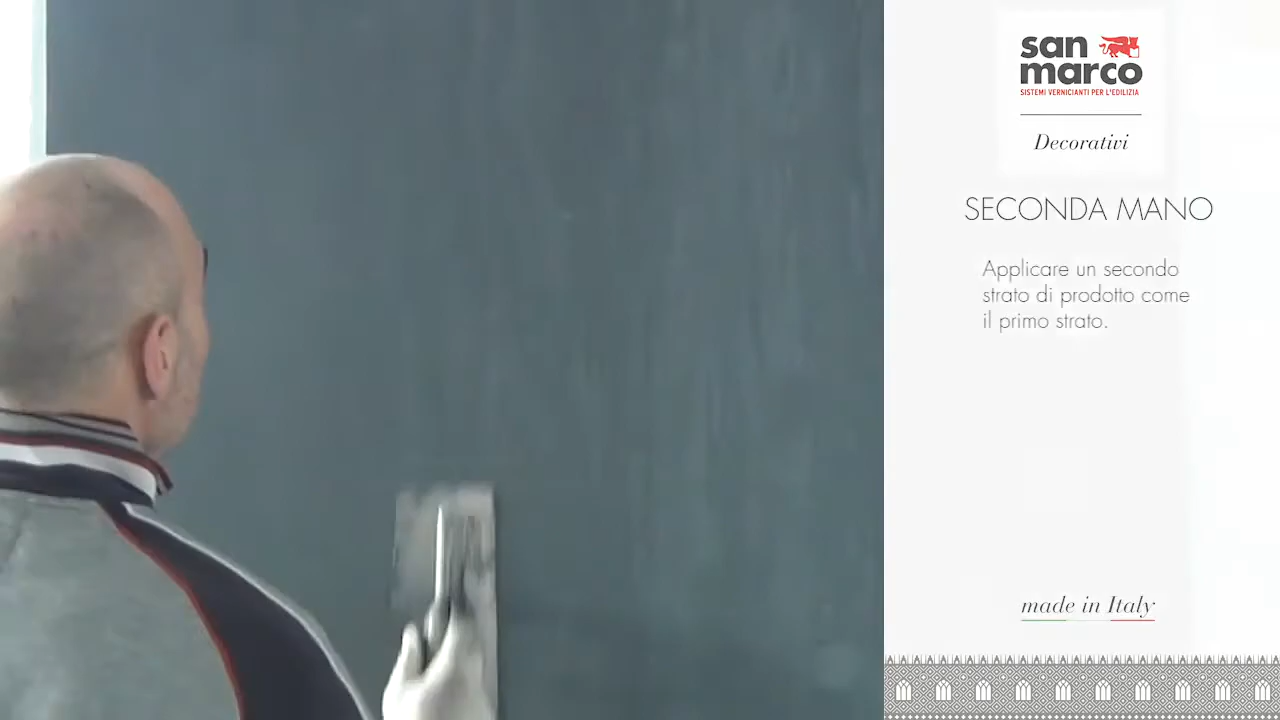 san
marco
SISTEMI VERNICIANTI PER L'EDILIZIA
Decorativi
SECONDA MANO
Applicare un secondo
strato di prodotto come
il primo strato.
made in Italy